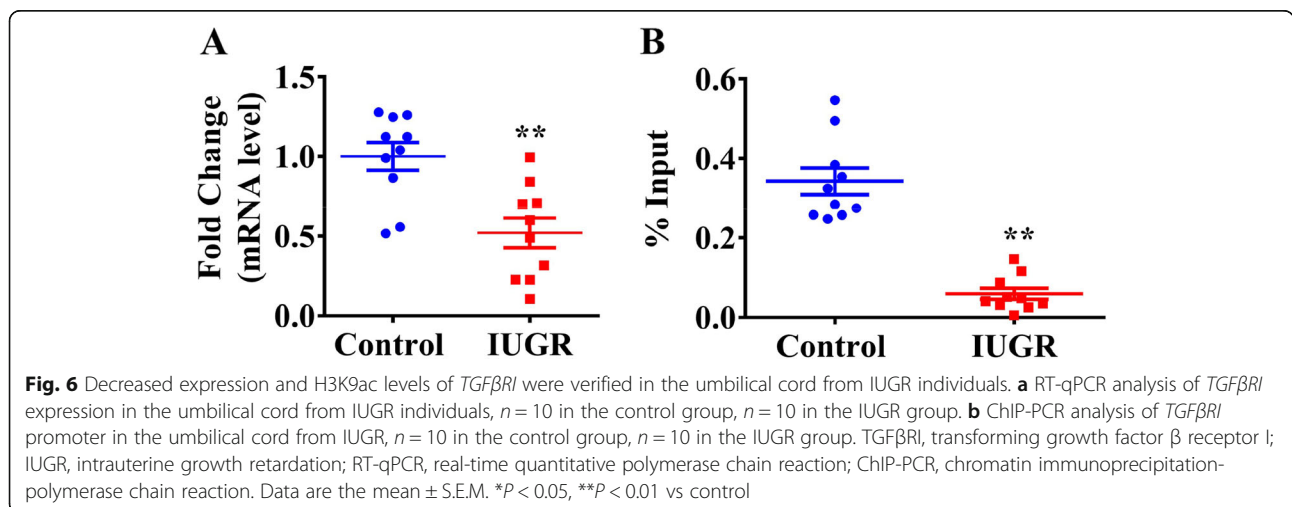 A
B
Fold Change
(mRNA level)
1.5
1.0
0.5
0.0
**
Control
IUGR
% Input
0.6
0.4
0.2
0.0
**
Control
IUGR
Fig. 6 Decreased expression and H3K9ac levels of TGFβRI were verified in the umbilical cord from IUGR individuals. a RT-qPCR analysis of TGFβRI
expression in the umbilical cord from IUGR individuals, n = 10 in the control group, n = 10 in the IUGR group. b ChIP-PCR analysis of TGFβRI
promoter in the umbilical cord from IUGR, n = 10 in the control group, n = 10 in the IUGR group. TGFβRI, transforming growth factor β receptor I;
IUGR, intrauterine growth retardation; RT-qPCR, real-time quantitative polymerase chain reaction; ChIP-PCR, chromatin immunoprecipitation-
polymerase chain reaction. Data are the mean ± S.E.M. *P < 0.05, **P < 0.01 vs control